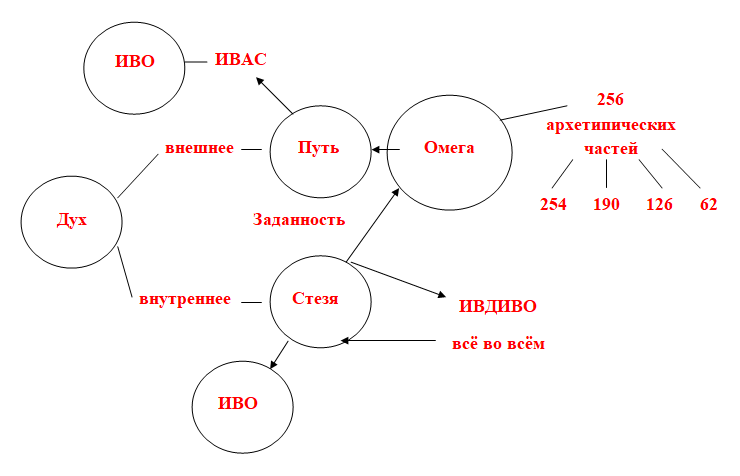 ИВО
ИВАС
256
архетипических
частей
внешнее
Путь
Омега
254
190
126
62
Дух
Заданность
внутреннее
Стезя
ИВДИВО
всё во всём
ИВО